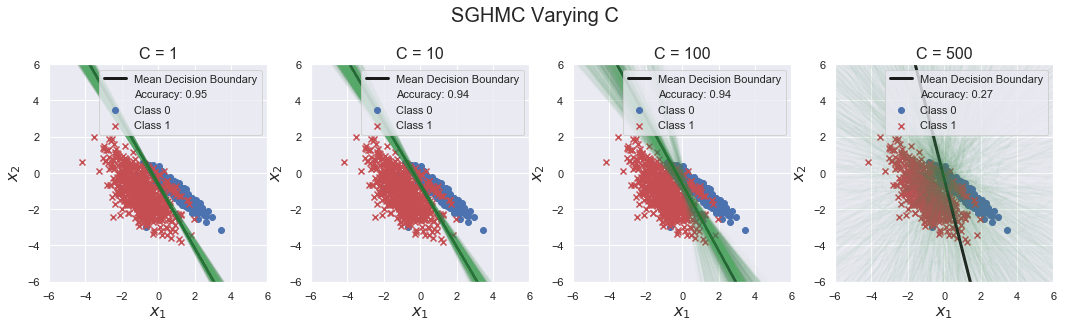 SGHMC Varying C
C = 1
6
4
2
0
−2
−4
−6
x₂
Mean Decision Boundary
Accuracy: 0.95
Class 0
Class 1
−6 −4 −2 0 2 4 6
x₁
C = 10
6
4
2
0
−2
−4
−6
x₂
Mean Decision Boundary
Accuracy: 0.94
Class 0
Class 1
−6 −4 −2 0 2 4 6
x₁
C = 100
6
4
2
0
−2
−4
−6
x₂
Mean Decision Boundary
Accuracy: 0.94
Class 0
Class 1
−6 −4 −2 0 2 4 6
x₁
C = 500
6
4
2
0
−2
−4
−6
x₂
Mean Decision Boundary
Accuracy: 0.27
Class 0
Class 1
−6 −4 −2 0 2 4 6
x₁